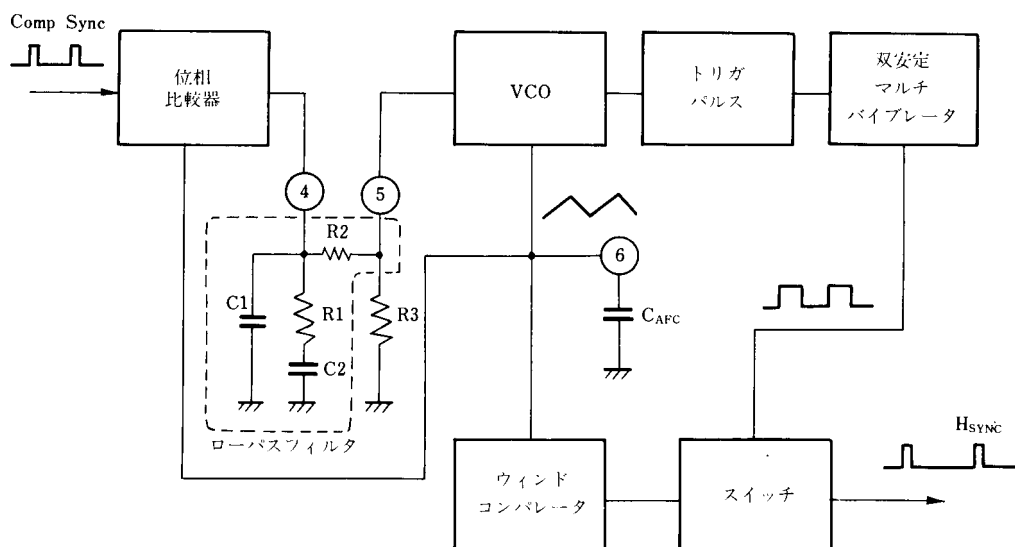 Comp Sync
位相
比較器
VCO
トリガ
パルス
双安定
マルチ
バイブレータ
4
5
R2
6
C1
R1
R3
C2
CAFC
ローパスフィルタ
ウィンド
コンパレータ
スイッチ
HSYNC